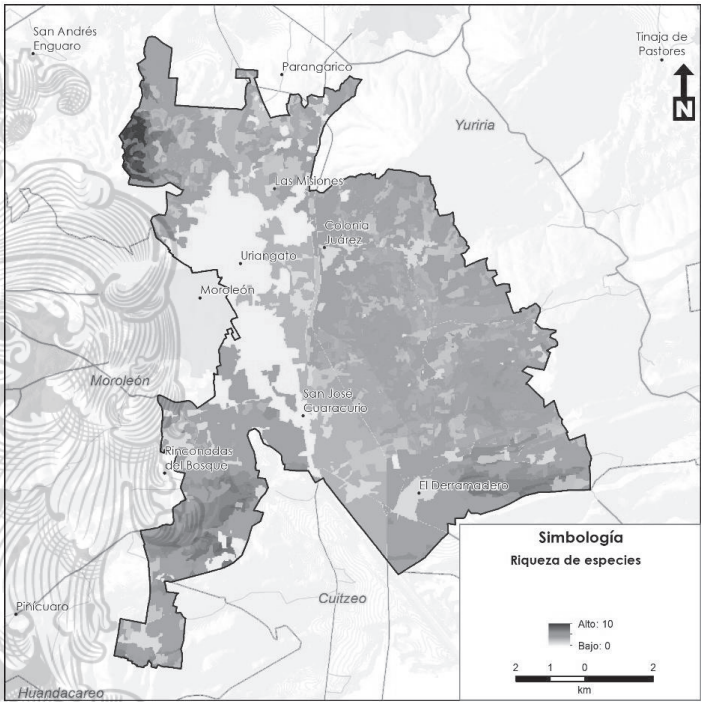 San Andrés
Enguaro
Tinaja de
Pastores
Parangarico
N
Yuriria
Las Misiones
Colonia
Juárez
Uriangato
Moroleón
Moroleón
San José
Cuaracurio
Rinconadas
del Bosque
El Derramadero
Simbología
Riqueza de especies
Alto: 10
Bajo: 0
2 1 0 2
km
Cuitzeo
Piñícuaro
Huandacareo